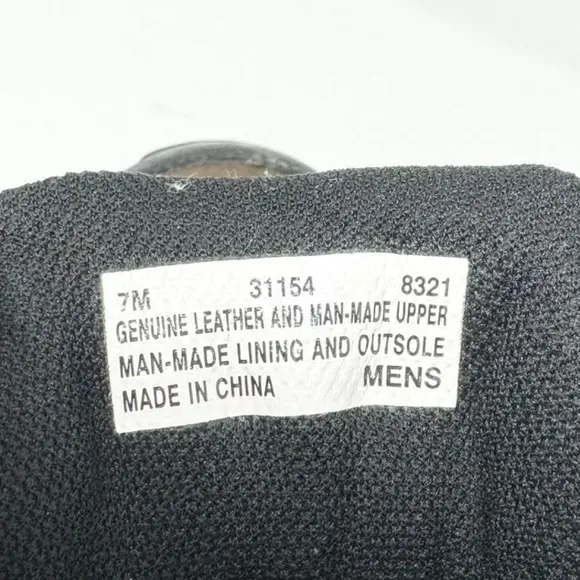 7M 31154 8321
GENUINE LEATHER AND MAN-MADE UPPER
MAN-MADE LINING AND OUTSOLE
MADE IN CHINA MENS